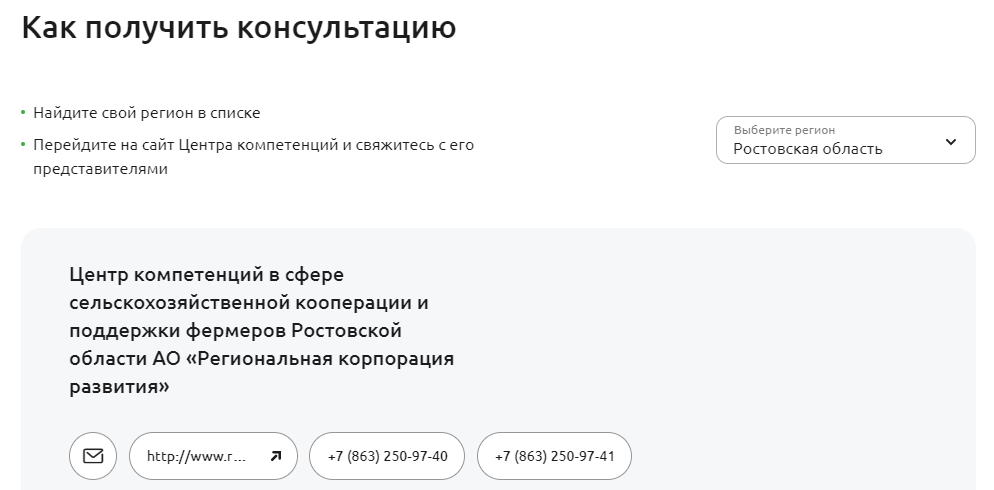 Как получить консультацию
Найдите свой регион в списке
Перейдите на сайт Центра компетенций и свяжитесь с его
представителями
Выберите регион
Ростовская область
Центр компетенций в сфере
сельскохозяйственной кооперации и
поддержки фермеров Ростовской
области АО «Региональная корпорация
развития»
http://www.r...
+7 (863) 250-97-40
+7 (863) 250-97-41